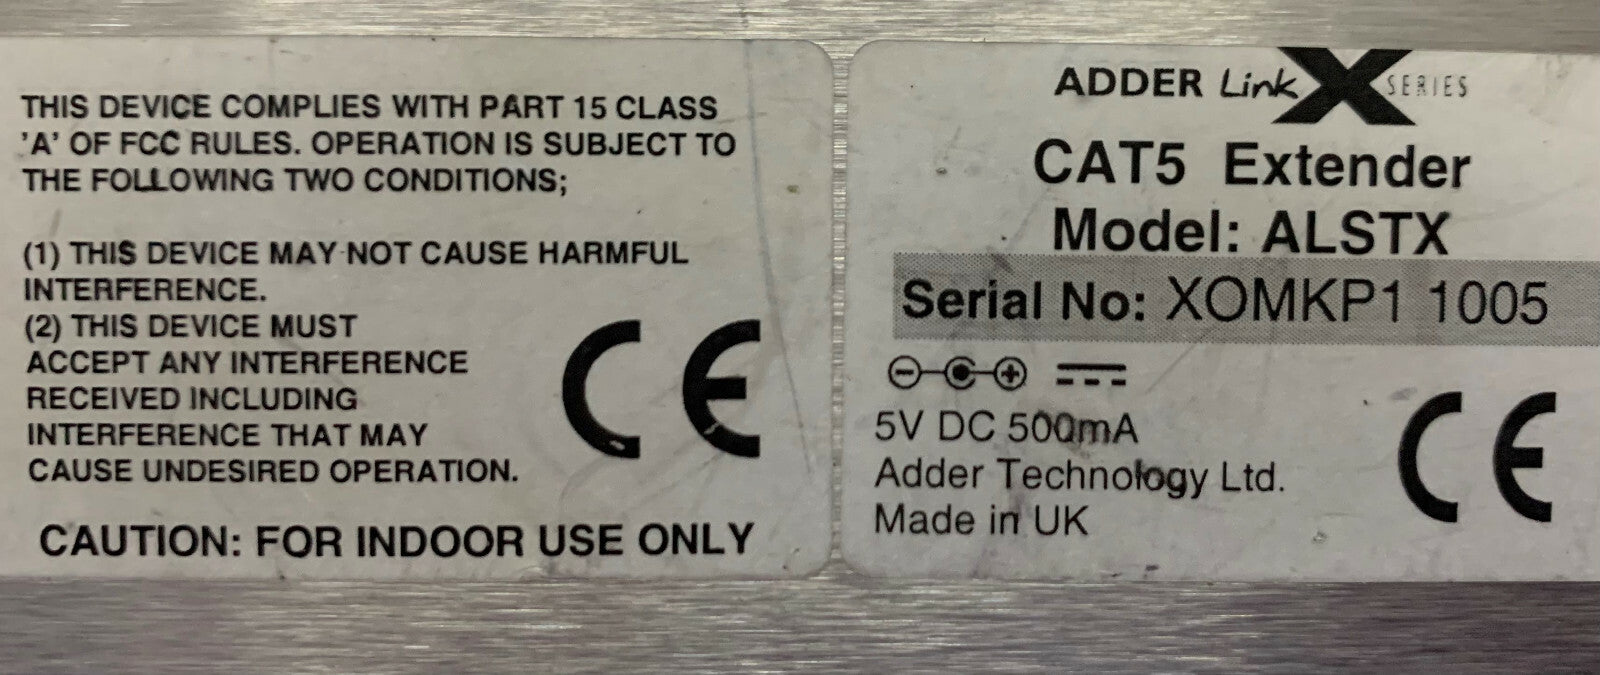 THIS DEVICE COMPLIES WITH PART 15 CLASS
'A' OF FCC RULES. OPERATION IS SUBJECT TO
THE FOLLOWING TWO CONDITIONS;
(1) THIS DEVICE MAY NOT CAUSE HARMFUL
INTERFERENCE.
(2) THIS DEVICE MUST
ACCEPT ANY INTERFERENCE
RECEIVED INCLUDING
INTERFERENCE THAT MAY
CAUSE UNDESIRED OPERATION.
CE
CAUTION: FOR INDOOR USE ONLY
ADDER Link X SERIES
CAT5 Extender
Model: ALSTX
Serial No: XOMKP1 1005
5V DC 500mA
Adder Technology Ltd.
Made in UK
CE